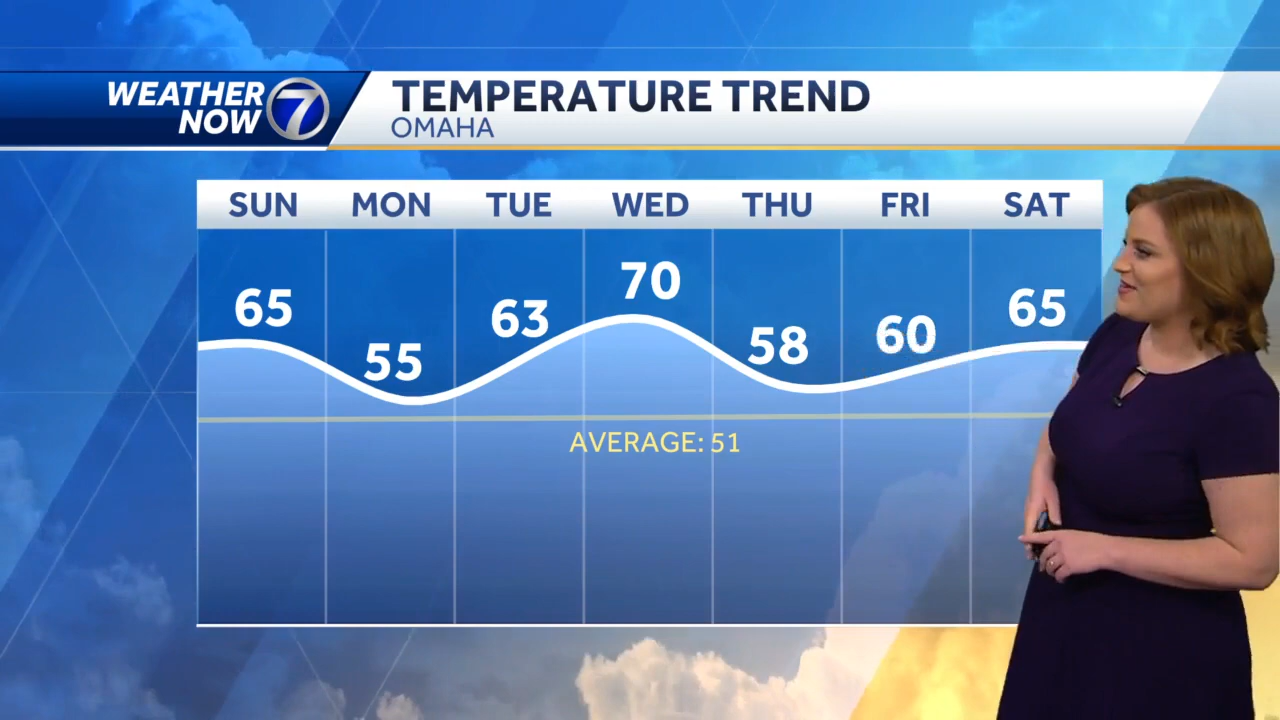 WEATHER
NOW 7
TEMPERATURE TREND
OMAHA
SUN MON TUE WED THU FRI SAT
65 55 63 70 58 60 65
AVERAGE: 51